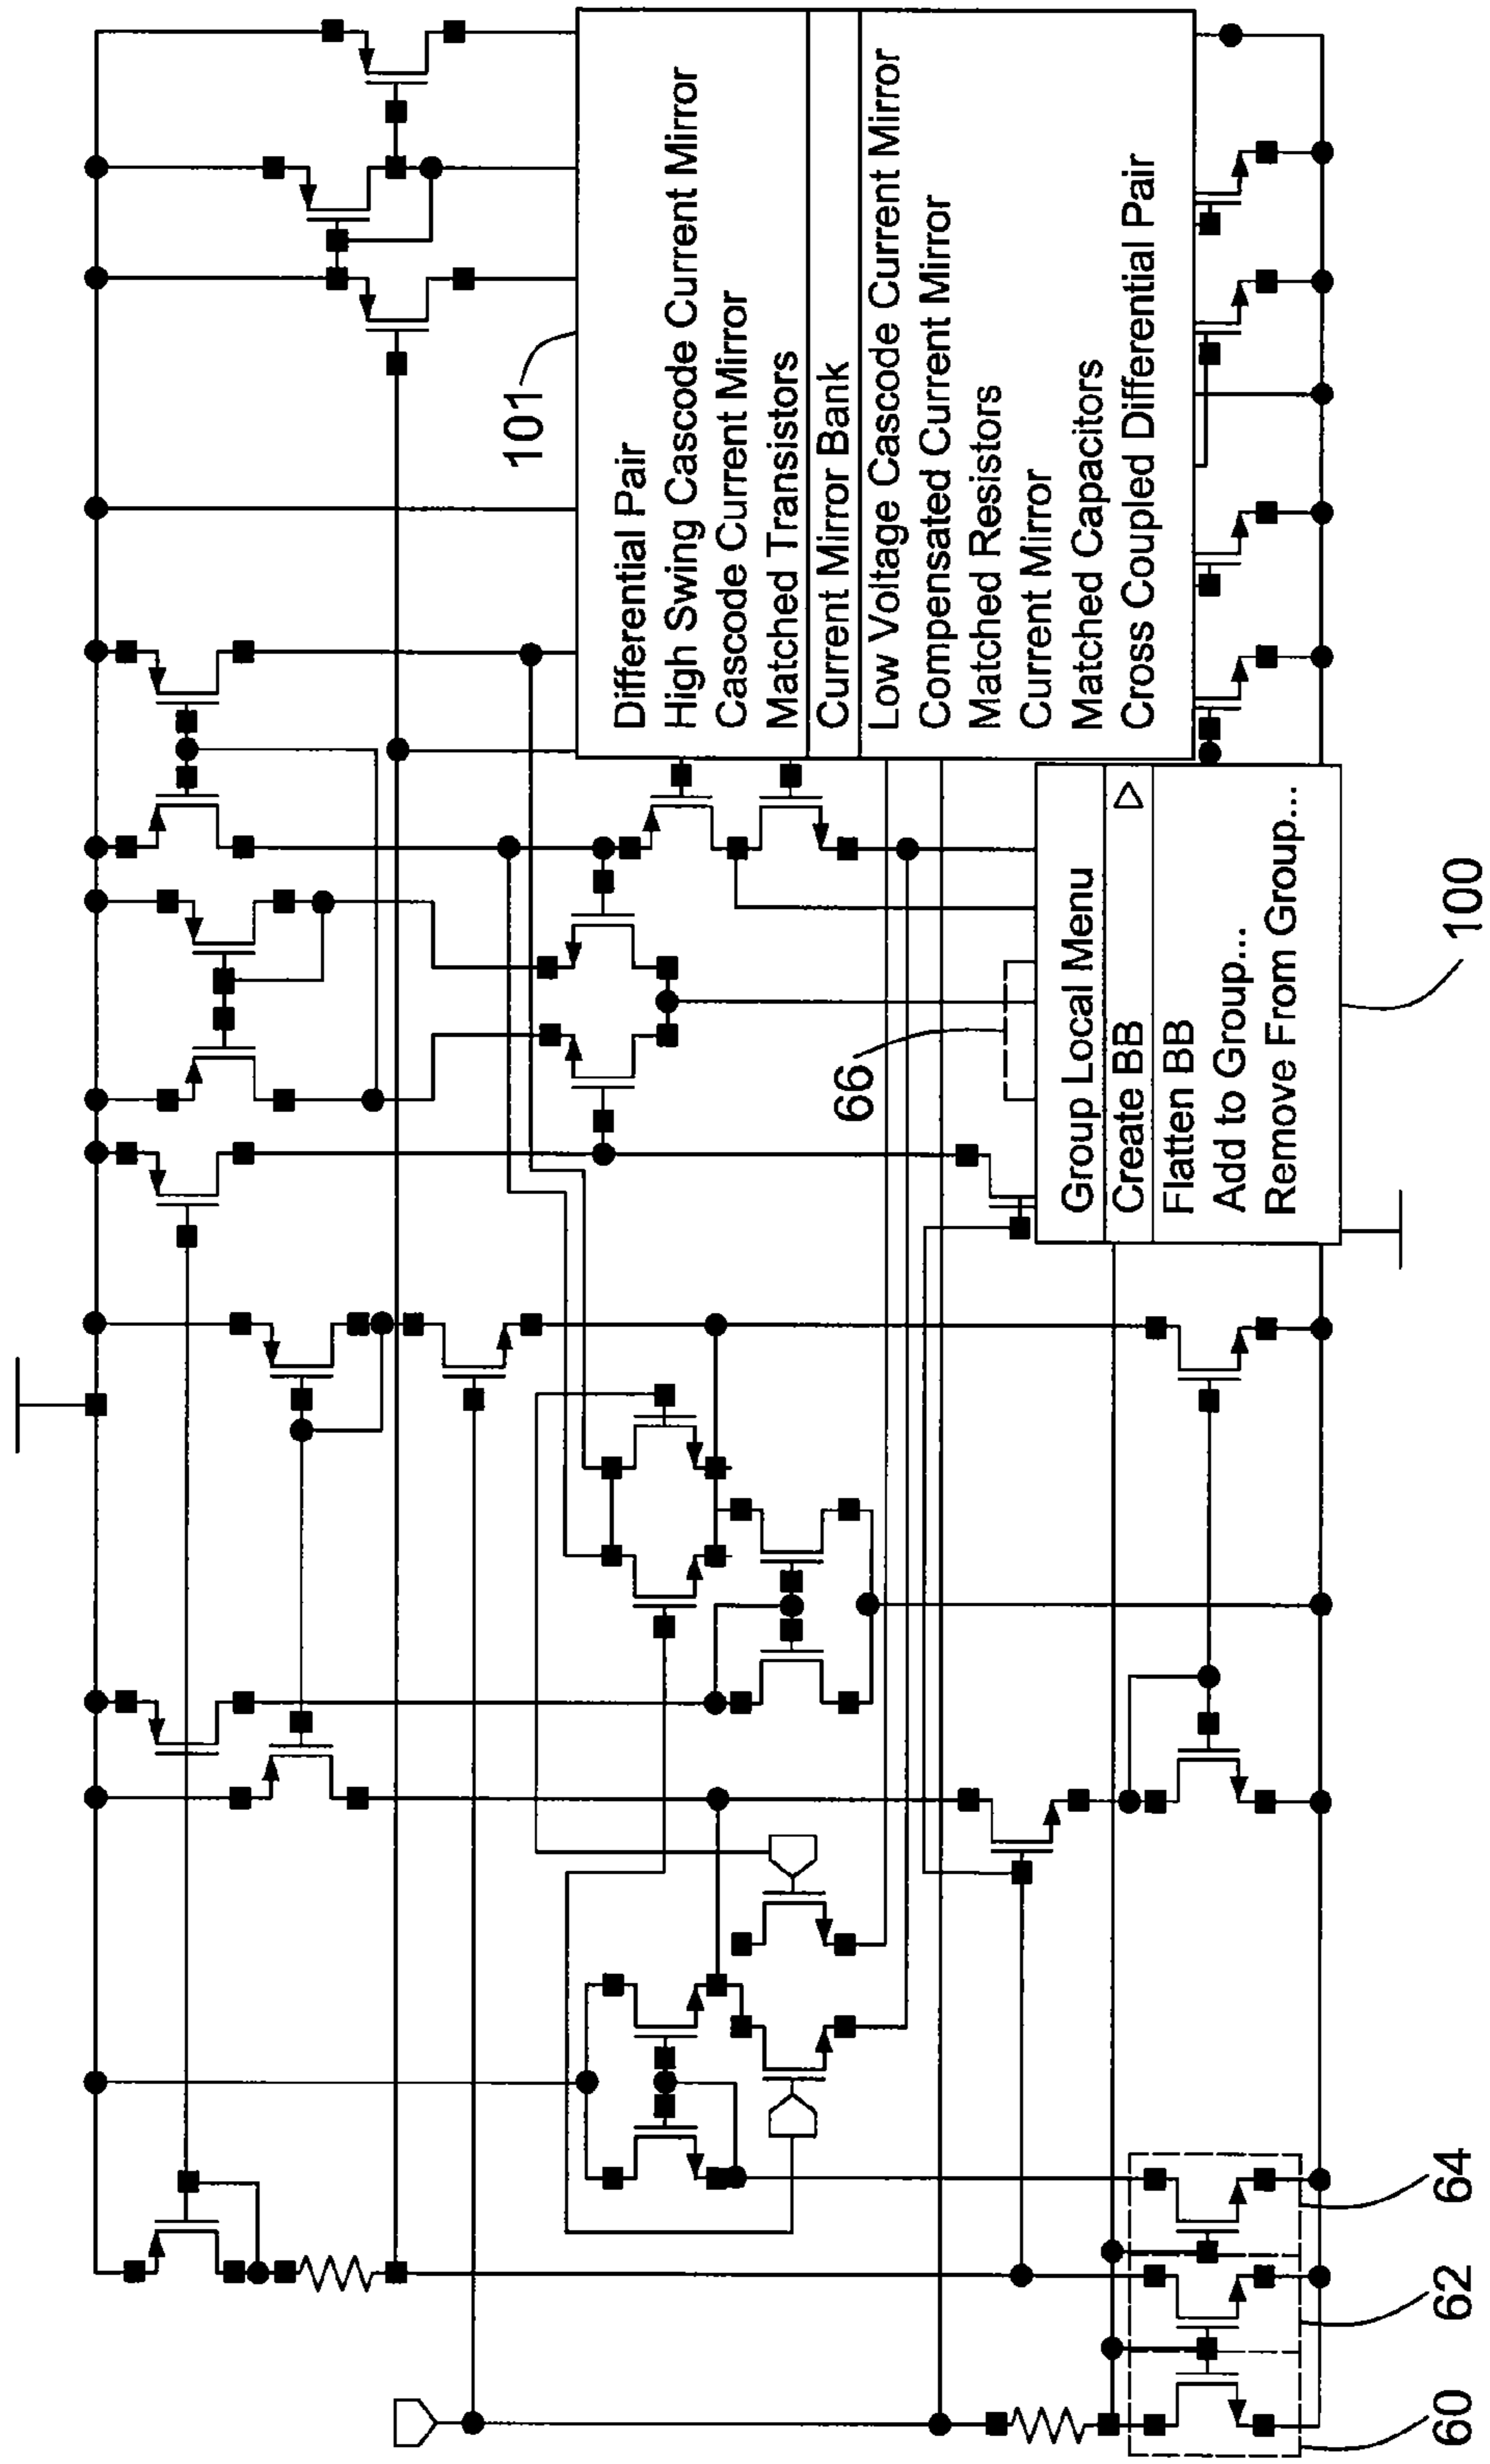 60
62
64
66
Group Local Menu
Create BB
Flatten BB
Add to Group...
Remove From Group...
100
101
Differential Pair
High Swing Cascode Current Mirror
Cascode Current Mirror
Matched Transistors
Current Mirror Bank
Low Voltage Cascode Current Mirror
Compensated Current Mirror
Matched Resistors
Current Mirror
Matched Capacitors
Cross Coupled Differential Pair